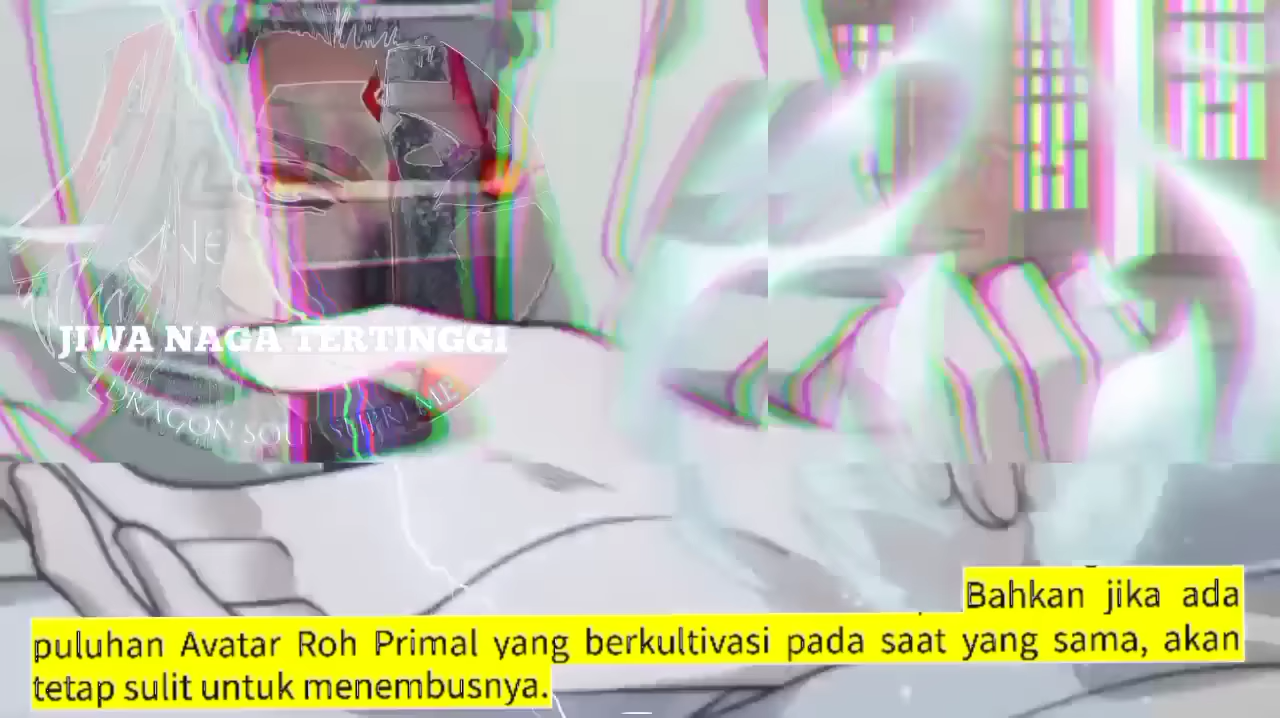 JIWA NAGA TERTINGGI
DRAGON SOUL SUPREME
Bahkan jika ada
puluhan Avatar Roh Primal yang berkultivasi pada saat yang sama, akan
tetap sulit untuk menembusnya.